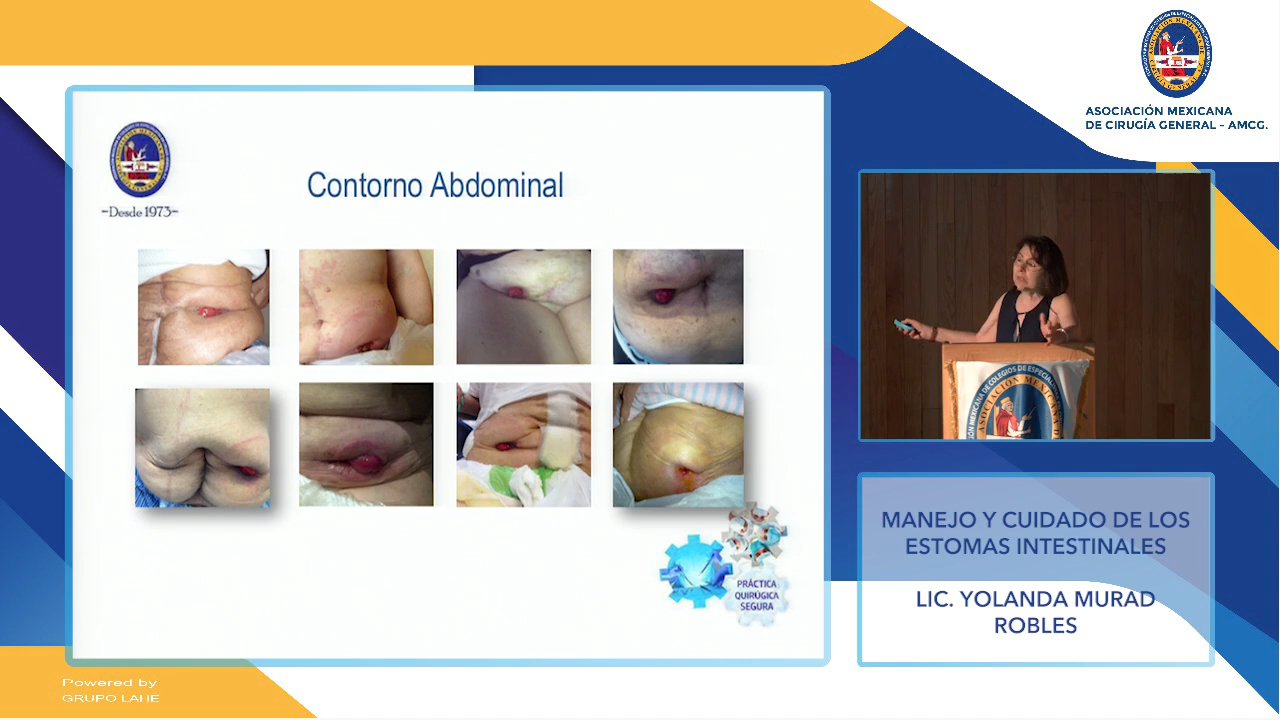 ASOCIACIÓN MEXICANA
DE CIRUGÍA GENERAL - AMCG.
-Desde 1973-
Contorno Abdominal
PRÁCTICA
QUIRÚGICA
SEGURA
MANEJO Y CUIDADO DE LOS
ESTOMAS INTESTINALES
LIC. YOLANDA MURAD
ROBLES
Powered by
GRUPO LAHE